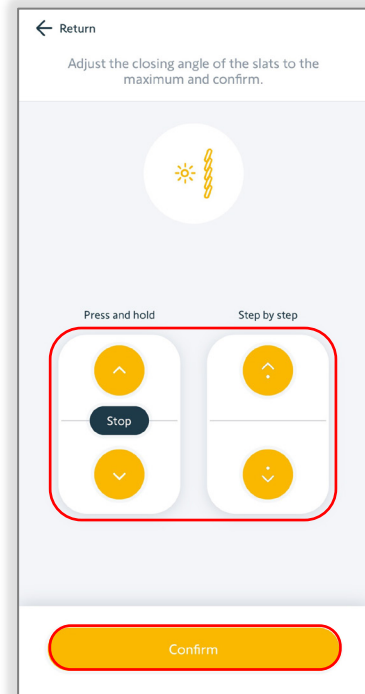 Return
Adjust the closing angle of the slats to the
maximum and confirm.
Press and hold
Step by step
Stop
Confirm